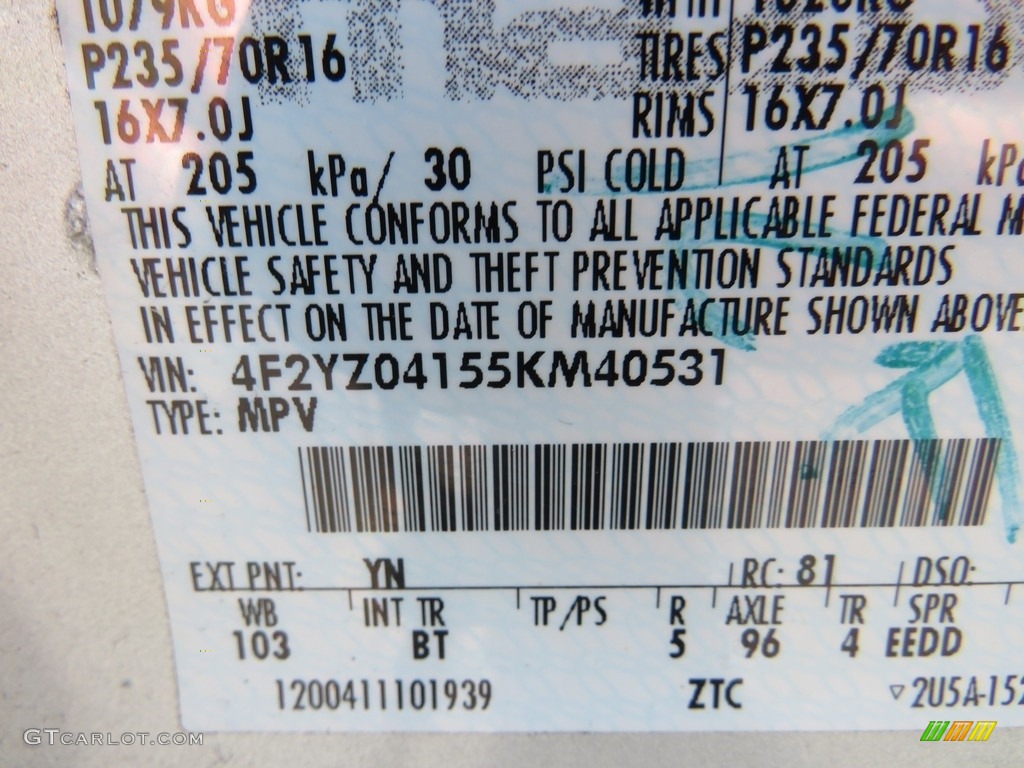 1079KG
P235/70R16 TIRES P235/70R16
16X7.0J RIMS 16X7.0J
AT 205 kPa/ 30 PSI COLD AT 205
THIS VEHICLE CONFORMS TO ALL APPLICABLE FEDERAL
VEHICLE SAFETY AND THEFT PREVENTION STANDARDS
IN EFFECT ON THE DATE OF MANUFACTURE SHOWN ABOVE
VIN: 4F2YZ04155KM40531
TYPE: MPV
EXT PNT: YN RC: 81 DSO:
WB INT TR TP/PS R AXLE TR SPR
103 BT 5 96 4 EEDD
1200411101939 ZTC ▽2U5A-152
GTCARLOT.COM